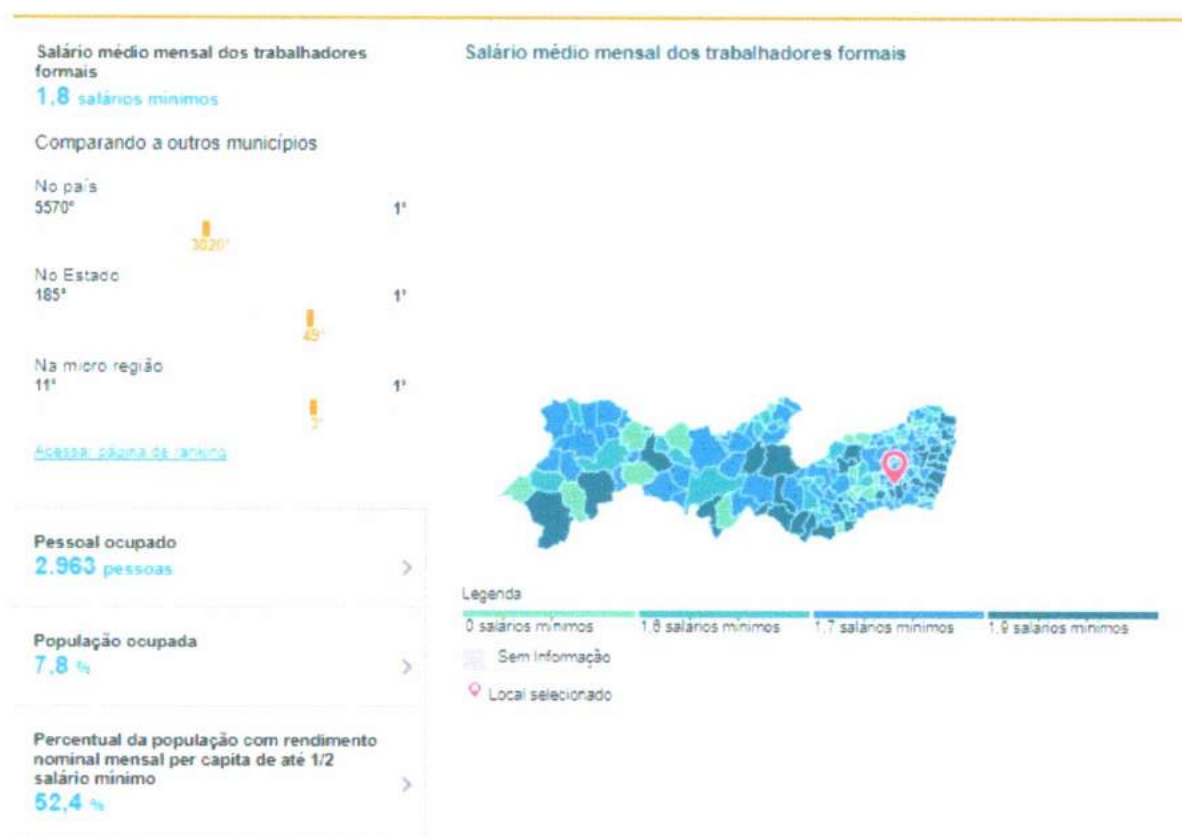 Salário médio mensal dos trabalhadores
formais
1,8 salários mínimos
Comparando a outros municípios
No país
5570° 1°
3020°
No Estado
185° 1°
49°
Na micro região
11° 1°
3°
Acessar página de ranking
Pessoal ocupado
2.963 pessoas
População ocupada
7,8 %
Percentual da população com rendimento
nominal mensal per capita de até 1/2
salário mínimo
52,4 %
Salário médio mensal dos trabalhadores formais
Legenda
0 salários mínimos 1,6 salários mínimos 1,7 salários mínimos 1,9 salários mínimos
Sem Informação
Local selecionado